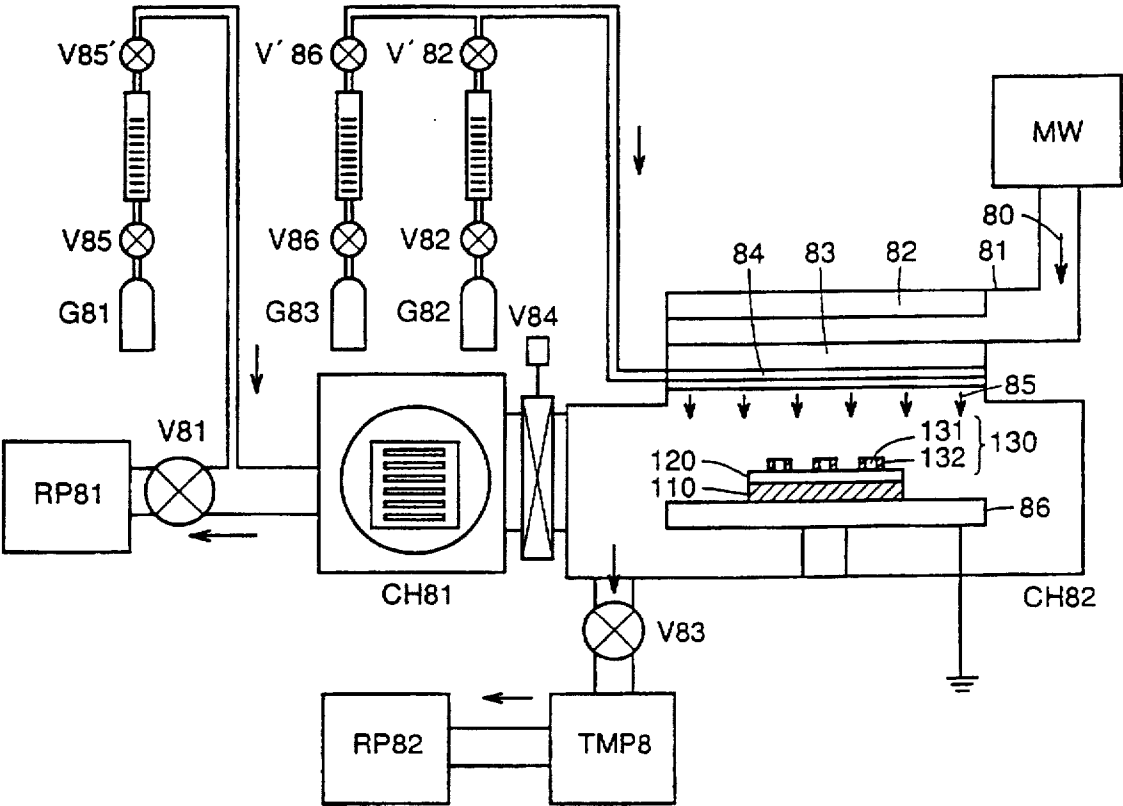 V85´ V´86 V´82
MW
V85 V86 V82 80
84 83 82 81
G81 G83 G82 V84
85
V81
131
132 130
120
110
RP81 86
CH81 CH82
V83
RP82 TMP8